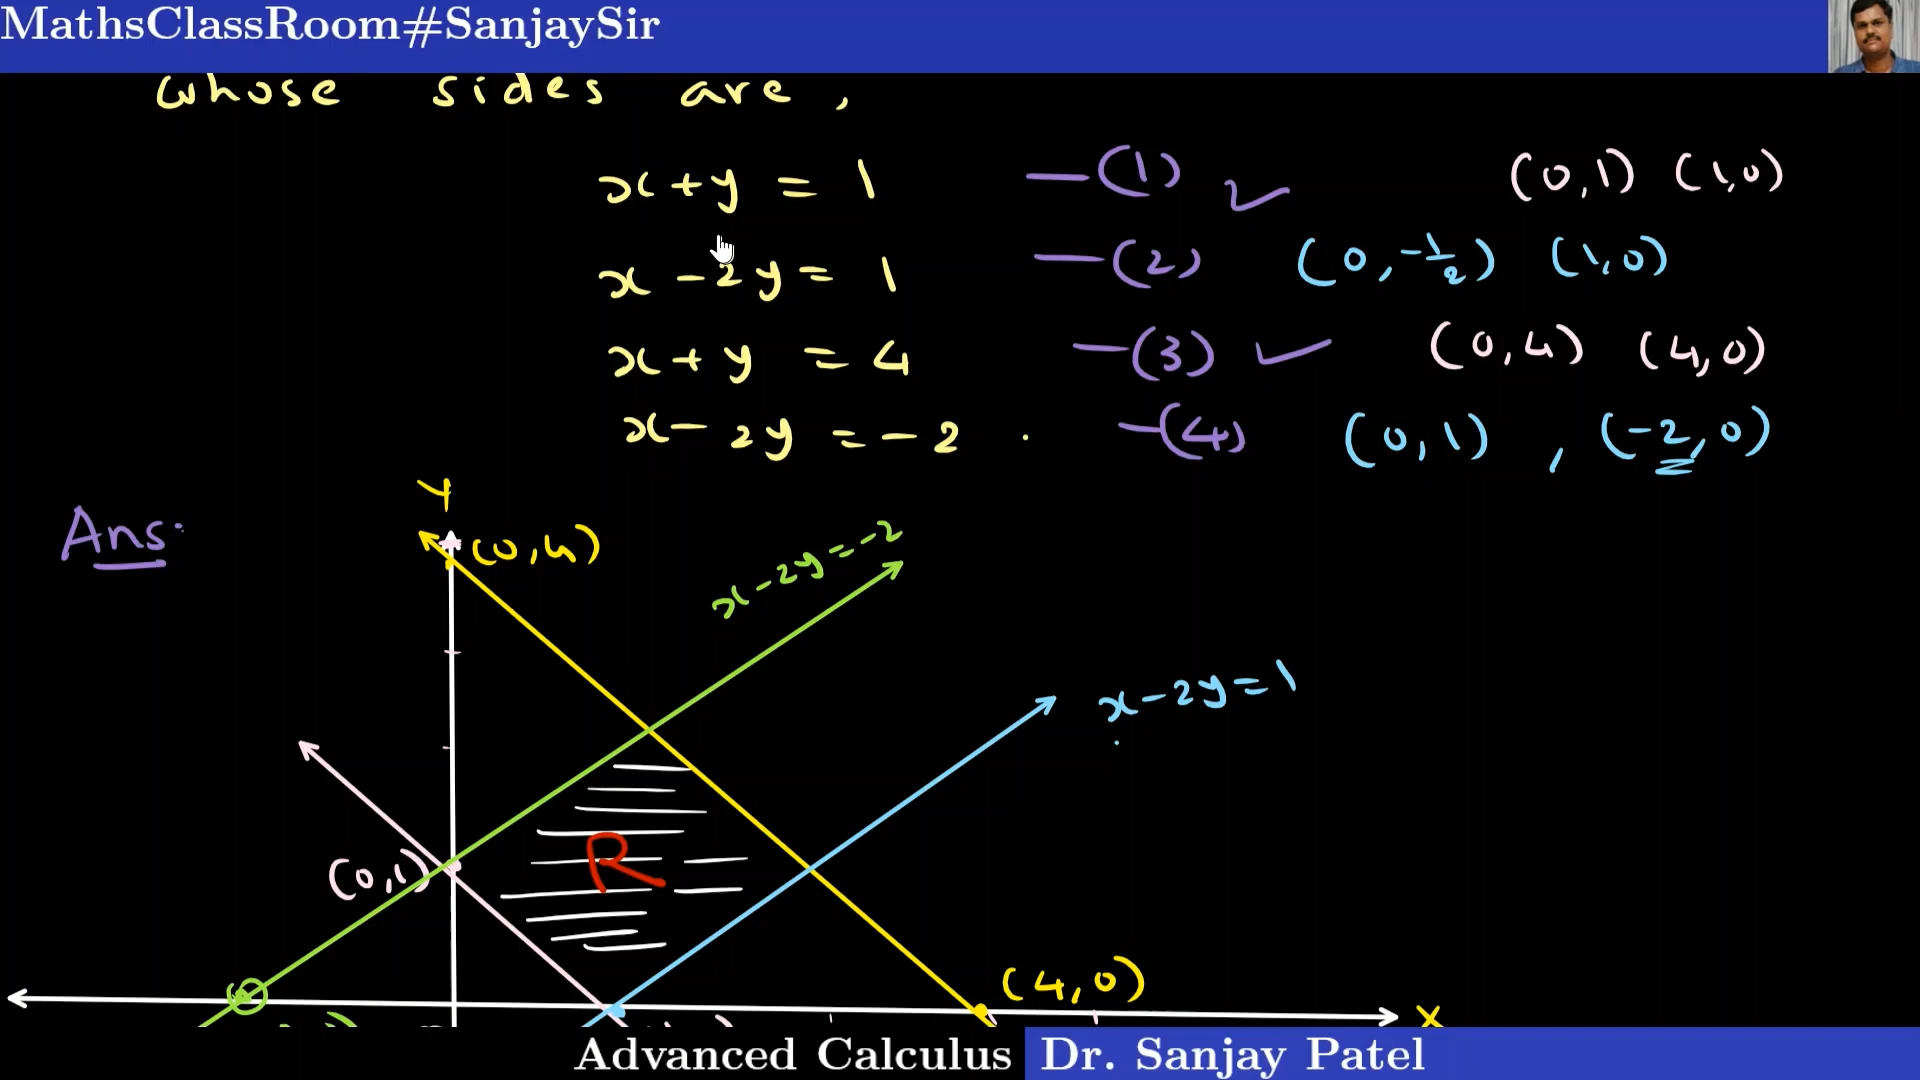 MathsClassRoom#SanjaySir
whose sides are,
x+y = 1 —(1) (0,1) (1,0)
x-2y = 1 —(2) (0,-1/2) (1,0)
x+y = 4 —(3) (0,4) (4,0)
x-2y = -2 . —(4) (0,1) , (-2,0)
Y
Ans:
(0,4)
x-2y=-2
x-2y=1
(0,1)
R
(4,0)
X
Advanced Calculus Dr. Sanjay Patel